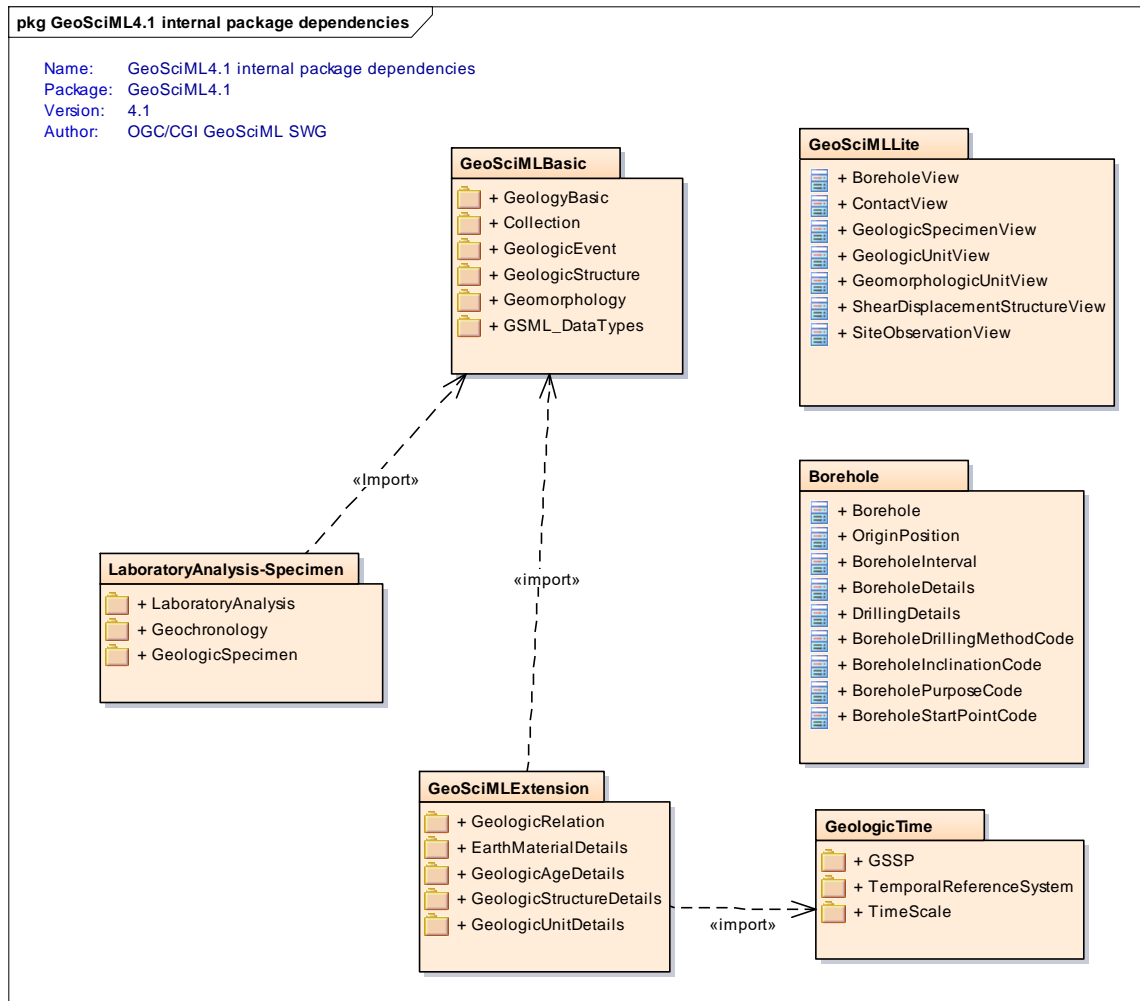 pkg GeoSciML4.1 internal package dependencies
Name: GeoSciML4.1 internal package dependencies
Package: GeoSciML4.1
Version: 4.1
Author: OGC/CGI GeoSciML SWG
GeoSciMLBasic
+ GeologyBasic
+ Collection
+ GeologicEvent
+ GeologicStructure
+ Geomorphology
+ GSML_DataTypes
GeoSciMLLite
+ BoreholeView
+ ContactView
+ GeologicSpecimenView
+ GeologicUnitView
+ GeomorphologicUnitView
+ ShearDisplacementStructureView
+ SiteObservationView
«Import»
«import»
Borehole
+ Borehole
+ OriginPosition
+ BoreholeInterval
+ BoreholeDetails
+ DrillingDetails
+ BoreholeDrillingMethodCode
+ BoreholeInclinationCode
+ BoreholePurposeCode
+ BoreholeStartPointCode
LaboratoryAnalysis-Specimen
+ LaboratoryAnalysis
+ Geochronology
+ GeologicSpecimen
GeoSciMLExtension
+ GeologicRelation
+ EarthMaterialDetails
+ GeologicAgeDetails
+ GeologicStructureDetails
+ GeologicUnitDetails
«import»
GeologicTime
+ GSSP
+ TemporalReferenceSystem
+ TimeScale